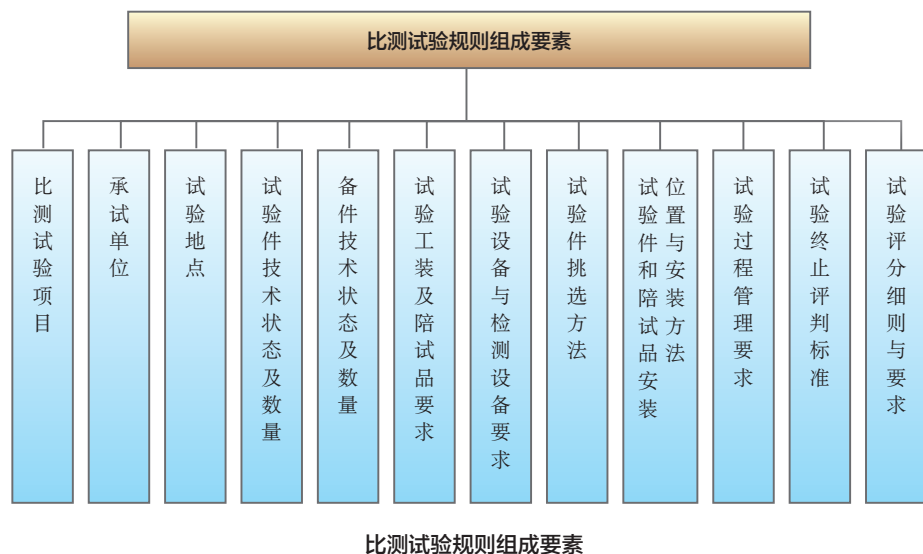 比测试验规则组成要素
比测试验项目
承试单位
试验地点
试验件技术状态及数量
备件技术状态及数量
试验工装及陪试品要求
试验设备与检测设备要求
试验件挑选方法
试验件和陪试品安装
位置与安装方法
试验过程管理要求
试验终止评判标准
试验评分细则与要求
比测试验规则组成要素